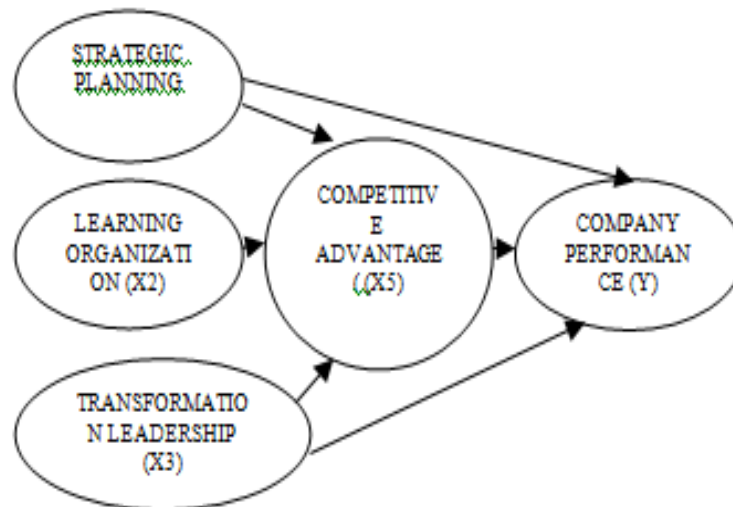 STRATEGIC
PLANNING
LEARNING
ORGANIZATI
ON (X2)
TRANSFORMATIO
N LEADERSHIP
(X3)
COMPETITIV
E
ADVANTAGE
( (X5)
COMPANY
PERFORMAN
CE (Y)